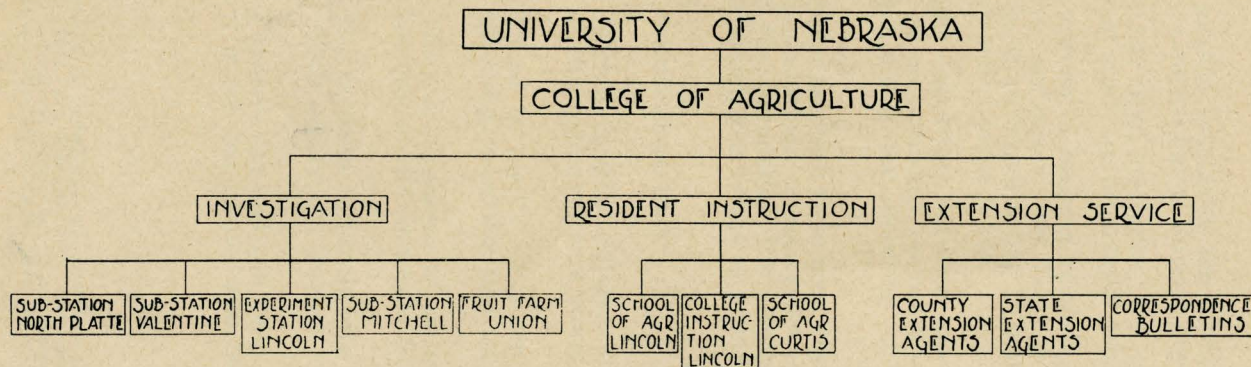 UNIVERSITY OF NEBRASKA
COLLEGE OF AGRICULTURE
INVESTIGATION
RESIDENT INSTRUCTION
EXTENSION SERVICE
SUB-STATION
NORTH PLATTE
SUB-STATION
VALENTINE
EXPERIMENT
STATION
LINCOLN
SUB-STATION
MITCHELL
FRUIT FARM
UNION
SCHOOL
OF AGR
LINCOLN
COLLEGE
INSTRUC-
TION
LINCOLN
SCHOOL
OF AGR
CURTIS
COUNTY
EXTENSION
AGENTS
STATE
EXTENSION
AGENTS
CORRESPONDENCE
BULLETINS